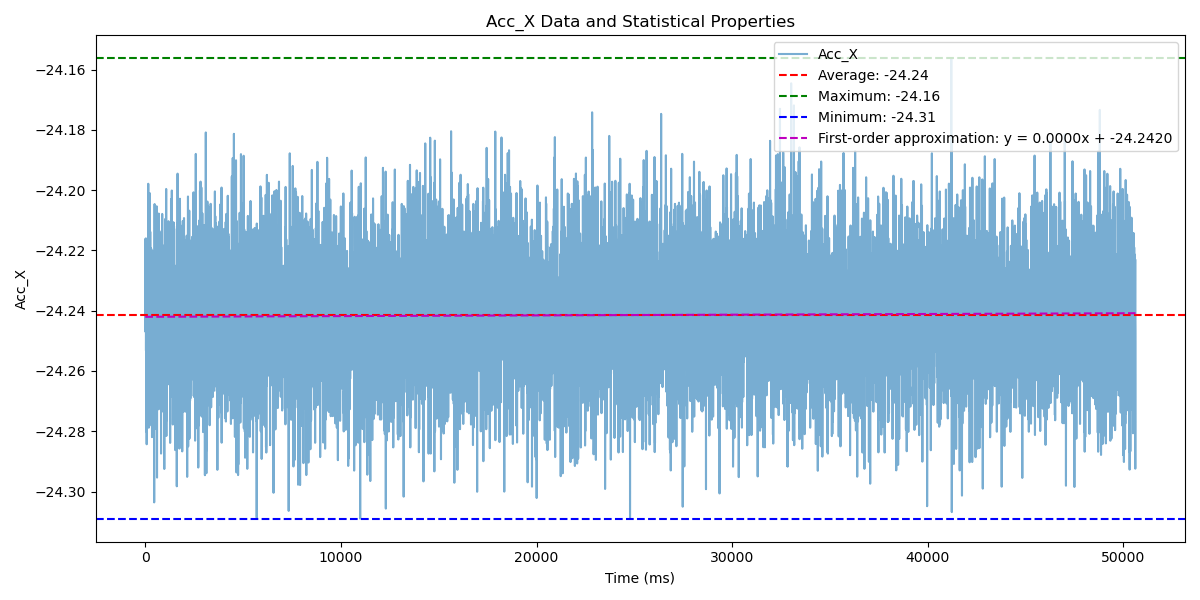 Acc_X Data and Statistical Properties
Acc_X
Average: -24.24
Maximum: -24.16
Minimum: -24.31
First-order approximation: y = 0.0000x + -24.2420
−24.16
−24.18
−24.20
−24.22
−24.24
−24.26
−24.28
−24.30
Acc_X
0 10000 20000 30000 40000 50000
Time (ms)